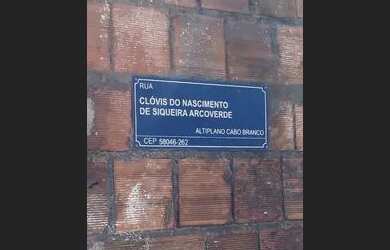 RUA
CLÓVIS DO NASCIMENTO
DE SIQUEIRA ARCOVERDE
ALTIPLANO CABO BRANCO
CEP 58046-262